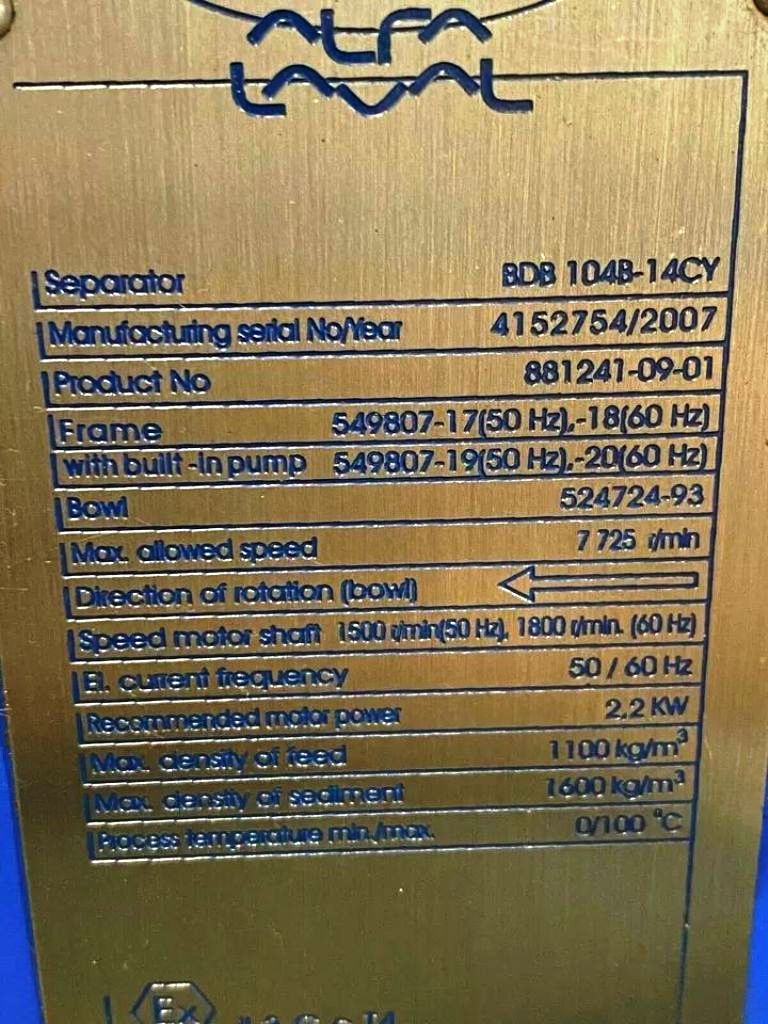 ALFA
LAVAL
Separator BDB 104B-14CY
Manufacturing serial No/Year 4152754/2007
Product No 881241-09-01
Frame 549807-17(50 Hz),-18(60 Hz)
with built-in pump 549807-19(50 Hz),-20(60 Hz)
Bowl 524724-93
Max. allowed speed 7 725 r/min
Direction of rotation (bowl)
Speed motor shaft 1500 r/min(50 Hz), 1800 r/min. (60 Hz)
El. current frequency 50 / 60 Hz
Recommended motor power 2,2 KW
Max. density of feed 1100 kg/m³
Max. density of sediment 1600 kg/m³
Process temperature min./max. 0/100 °C
Ex